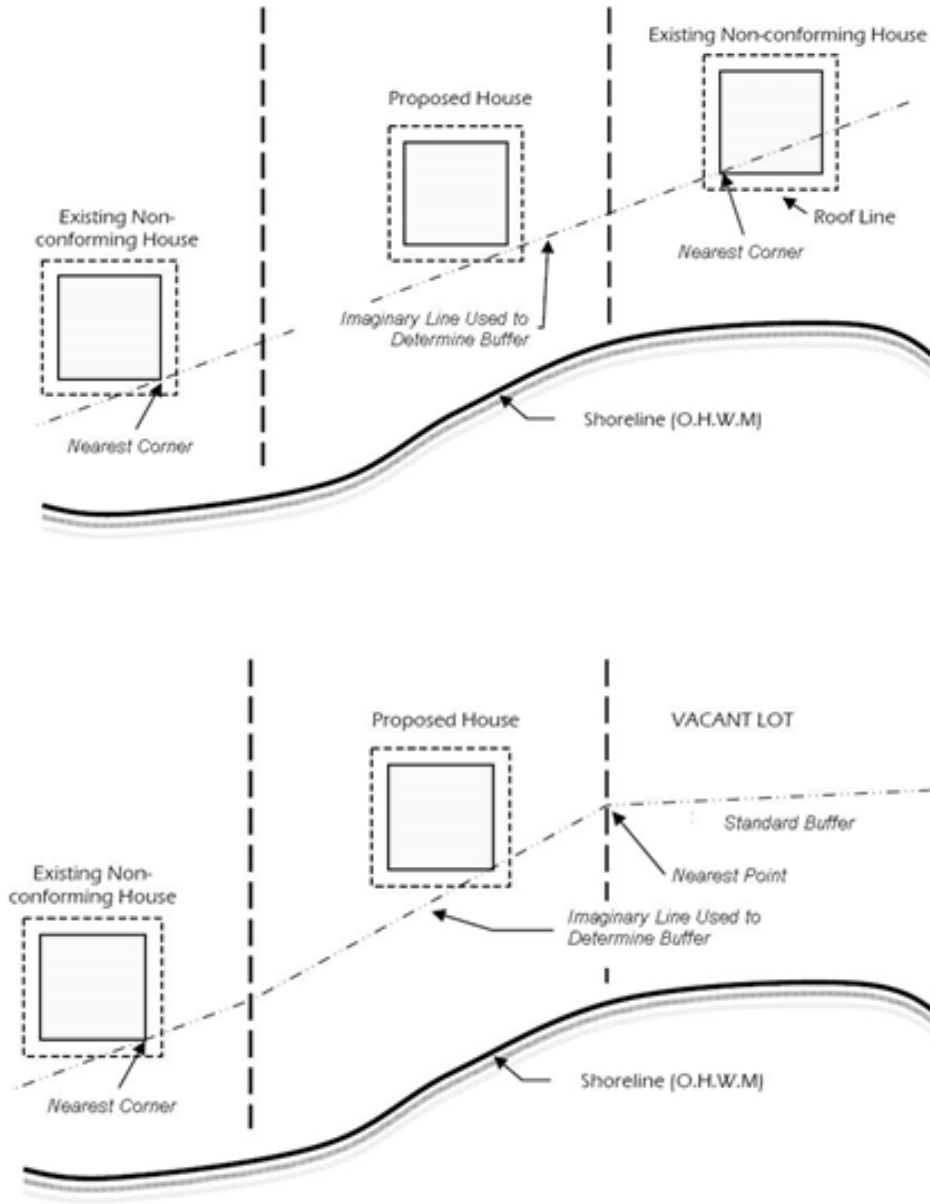 Existing Non-conforming House
Proposed House
Existing Non-
conforming House
Roof Line
Nearest Corner
Imaginary Line Used to
Determine Buffer
Nearest Corner
Shoreline (O.H.W.M)
Proposed House
VACANT LOT
Standard Buffer
Existing Non-
conforming House
Nearest Point
Imaginary Line Used to
Determine Buffer
Nearest Corner
Shoreline (O.H.W.M)